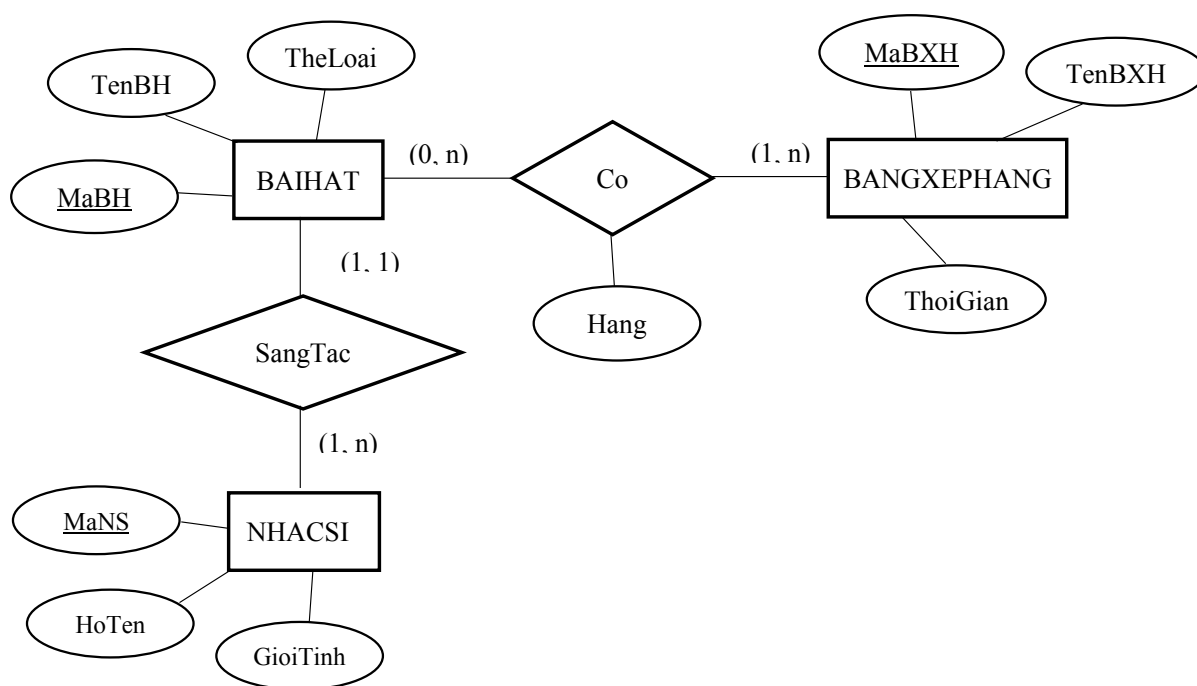 TheLoai
MaBXH
TenBXH
TenBH
(0, n)
(1, n)
BAIHAT
Co
BANGXEPHANG
MaBH
(1, 1)
ThoiGian
Hang
SangTac
(1, n)
MaNS
NHACSI
HoTen
GioiTinh